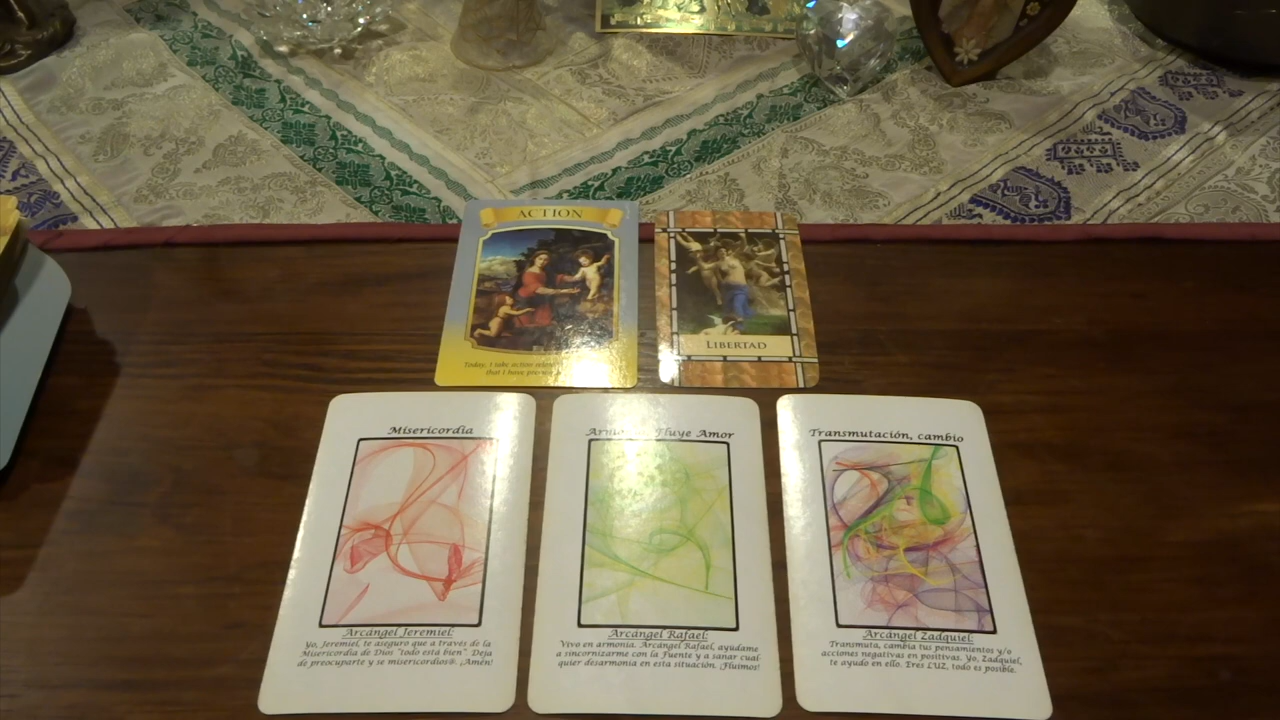 ACTION
Today, I take action
that I have
LIBERTAD
Misericordia
Fluye Amor
Transmutación, cambio
Arcángel Jeremiel:
Yo, Jeremiel, te aseguro que a través de la
Misericordia de Dios "todo está bien". Deja
de preocuparte y se misericordios@. ¡Amén!
Arcángel Rafael:
Vivo en armonía. Arcángel Rafael, ayúdame
a sincornizarme con la Fuente y a sanar cual-
quier desarmonía en esta situación. ¡Fluimos!
Arcángel Zadquiel:
Transmuta, cambia tus pensamientos y/o
acciones negativas en positivas. Yo, Zadquiel,
te ayudo en ello. Eres LUZ, todo es posible.